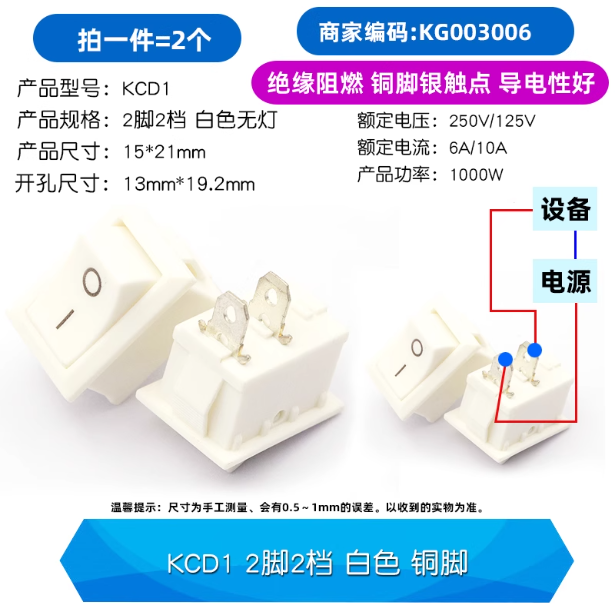 拍一件=2个
商家编码:KG003006
绝缘阻燃 铜脚银触点 导电性好
产品型号: KCD1
产品规格: 2脚2档 白色无灯
产品尺寸: 15*21mm
开孔尺寸: 13mm*19.2mm
额定电压: 250V/125V
额定电流: 6A/10A
产品功率: 1000W
设备
电源
温馨提示: 尺寸为手工测量、会有0.5~1mm的误差。以收到的实物为准。
KCD1 2脚2档 白色 铜脚